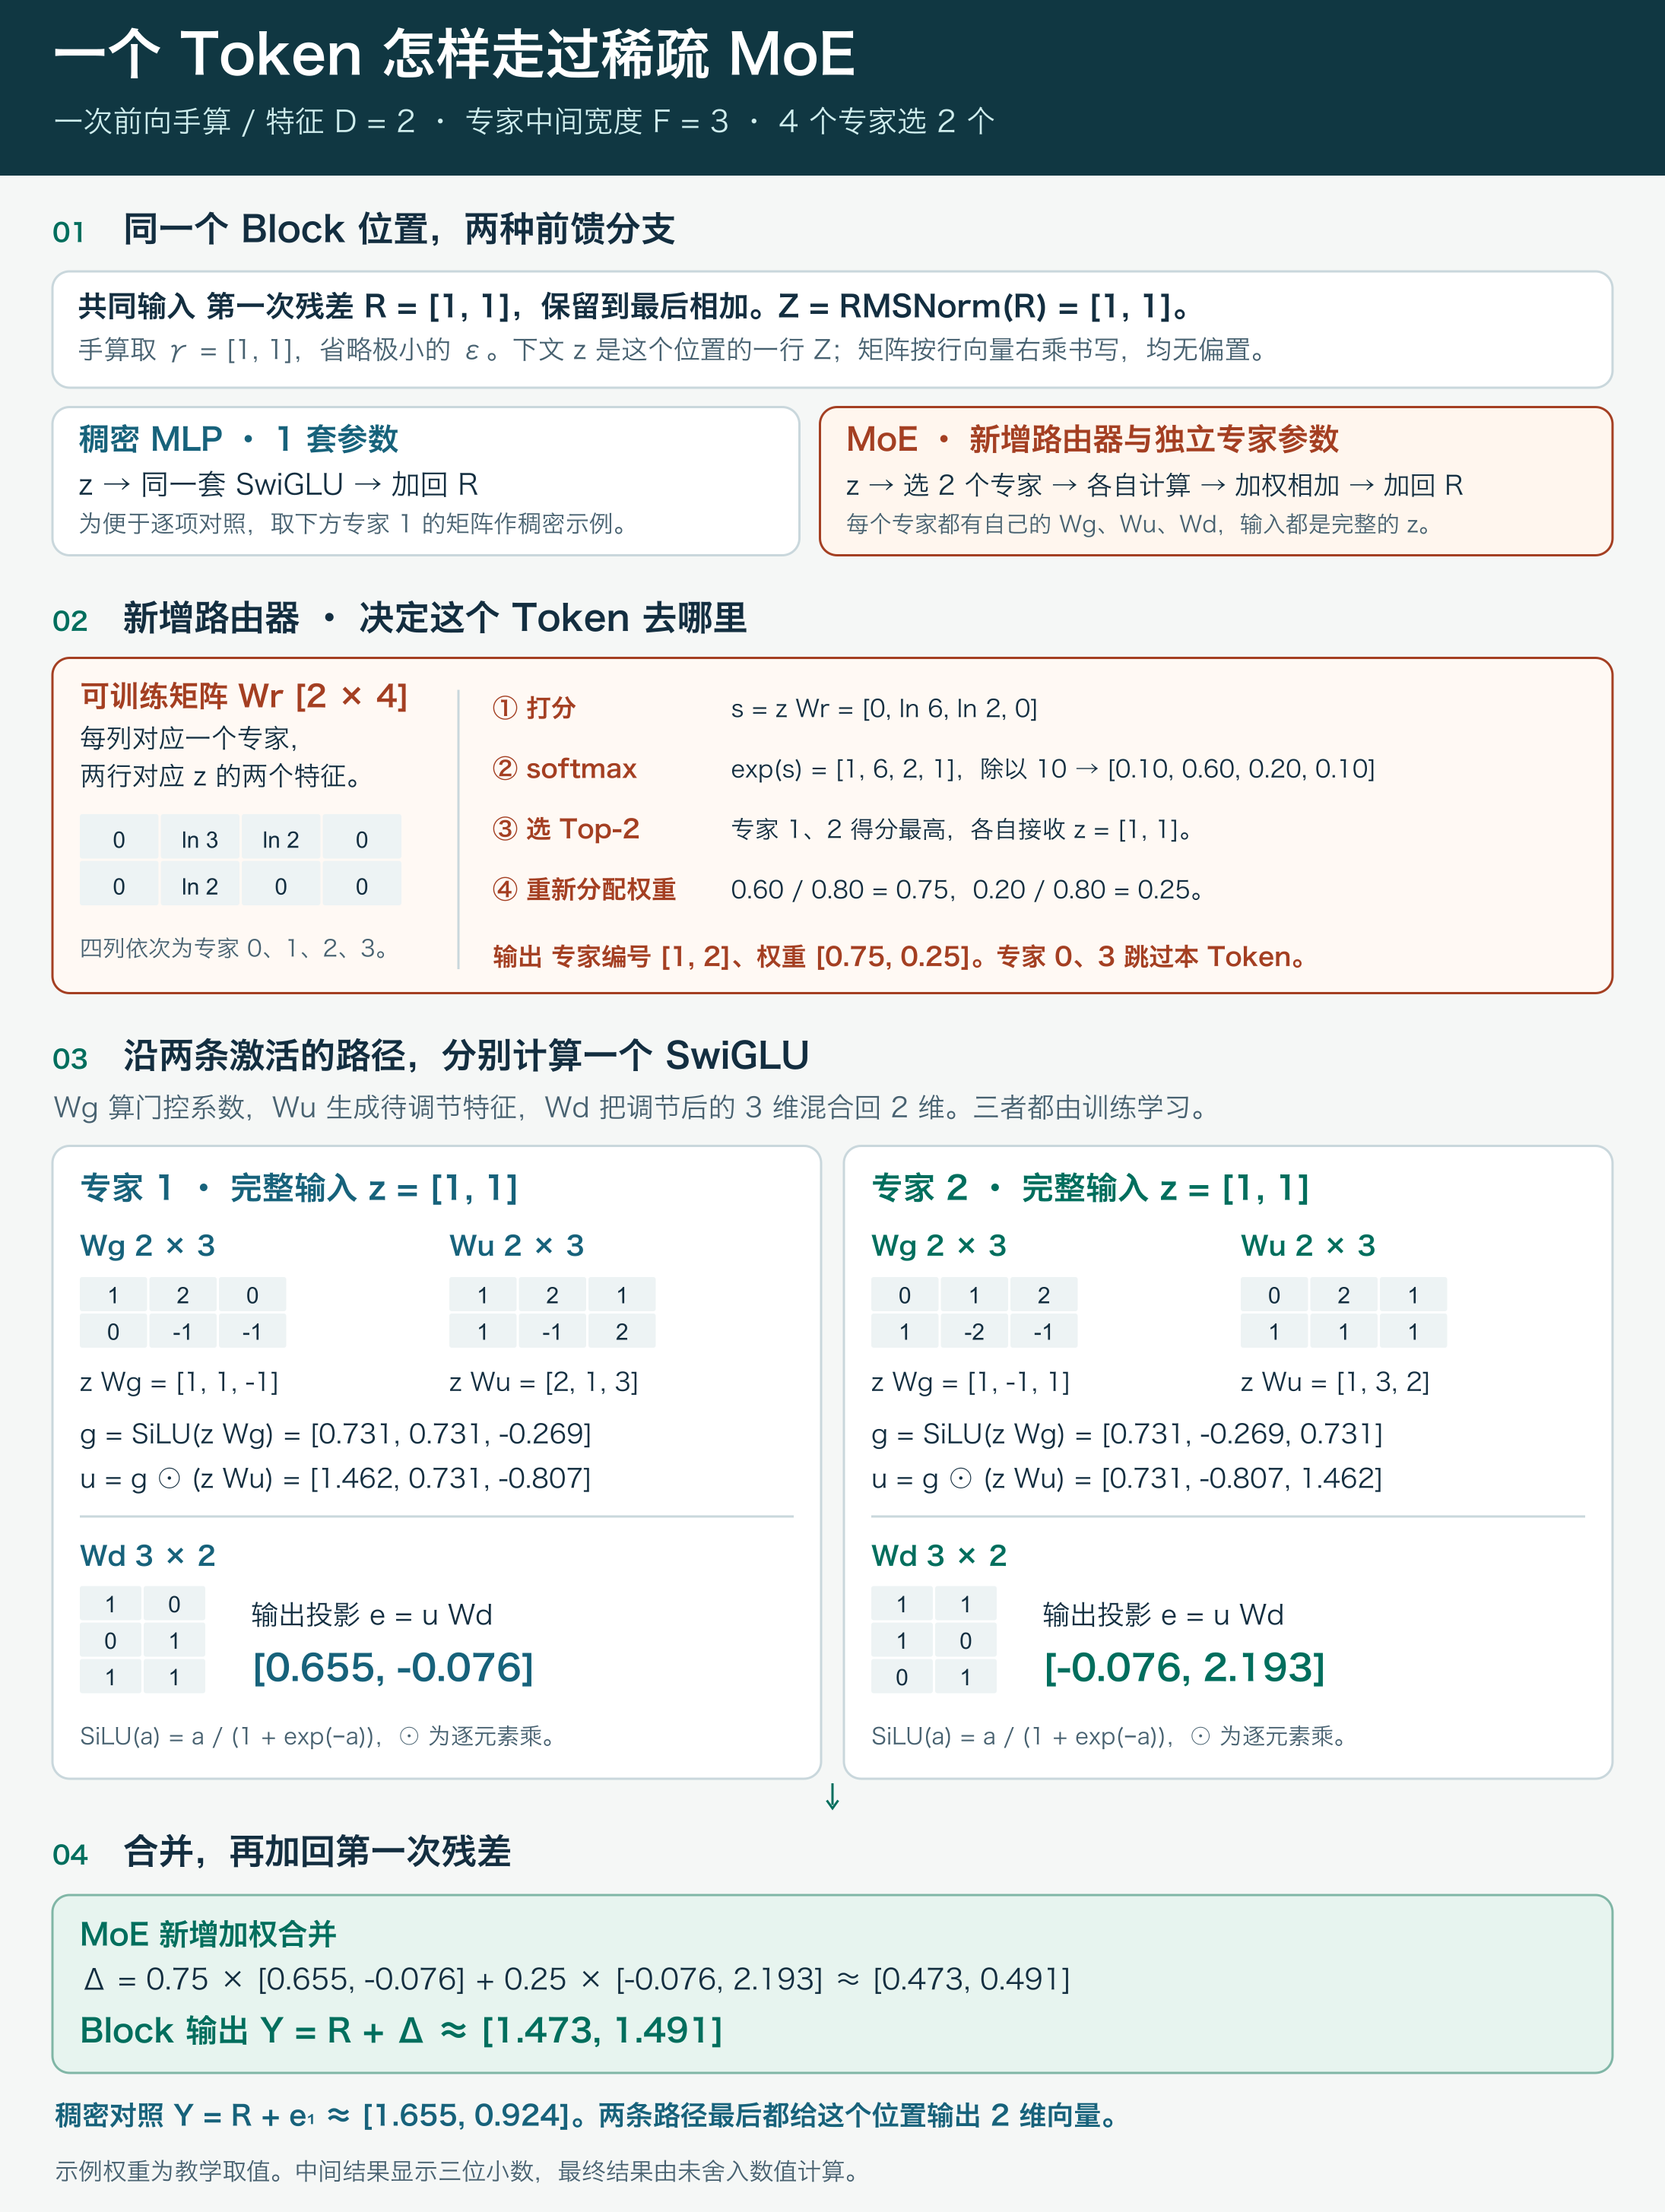 一个 Token 怎样走过稀疏 MoE
一次前向手算 / 特征 D = 2 · 专家中间宽度 F = 3 · 4 个专家选 2 个
01 同一个 Block 位置，两种前馈分支
共同输入 第一次残差 R = [1, 1]，保留到最后相加。Z = RMSNorm(R) = [1, 1]。
手算取 γ = [1, 1]，省略极小的 ε。下文 z 是这个位置的一行 Z；矩阵按行向量右乘书写，均无偏置。
稠密 MLP · 1 套参数
z → 同一套 SwiGLU → 加回 R
为便于逐项对照，取下方专家 1 的矩阵作稠密示例。
MoE · 新增路由器与独立专家参数
z → 选 2 个专家 → 各自计算 → 加权相加 → 加回 R
每个专家都有自己的 Wg、Wu、Wd，输入都是完整的 z。
02 新增路由器 · 决定这个 Token 去哪里
可训练矩阵 Wr [2 × 4]
每列对应一个专家，
两行对应 z 的两个特征。
0 ln 3 ln 2 0
0 ln 2 0 0
四列依次为专家 0、1、2、3。
① 打分 s = z Wr = [0, ln 6, ln 2, 0]
② softmax exp(s) = [1, 6, 2, 1]，除以 10 → [0.10, 0.60, 0.20, 0.10]
③ 选 Top-2 专家 1、2 得分最高，各自接收 z = [1, 1]。
④ 重新分配权重 0.60 / 0.80 = 0.75，0.20 / 0.80 = 0.25。
输出 专家编号 [1, 2]、权重 [0.75, 0.25]。专家 0、3 跳过本 Token。
03 沿两条激活的路径，分别计算一个 SwiGLU
Wg 算门控系数，Wu 生成待调节特征，Wd 把调节后的 3 维混合回 2 维。三者都由训练学习。
专家 1 · 完整输入 z = [1, 1]
Wg 2 × 3 Wu 2 × 3
1 2 0 1 2 1
0 -1 -1 1 -1 2
z Wg = [1, 1, -1] z Wu = [2, 1, 3]
g = SiLU(z Wg) = [0.731, 0.731, -0.269]
u = g ⊙ (z Wu) = [1.462, 0.731, -0.807]
Wd 3 × 2
1 0
0 1
1 1
输出投影 e = u Wd
[0.655, -0.076]
SiLU(a) = a / (1 + exp(−a))，⊙ 为逐元素乘。
专家 2 · 完整输入 z = [1, 1]
Wg 2 × 3 Wu 2 × 3
0 1 2 0 2 1
1 -2 -1 1 1 1
z Wg = [1, -1, 1] z Wu = [1, 3, 2]
g = SiLU(z Wg) = [0.731, -0.269, 0.731]
u = g ⊙ (z Wu) = [0.731, -0.807, 1.462]
Wd 3 × 2
1 1
1 0
0 1
输出投影 e = u Wd
[-0.076, 2.193]
SiLU(a) = a / (1 + exp(−a))，⊙ 为逐元素乘。
↓
04 合并，再加回第一次残差
MoE 新增加权合并
Δ = 0.75 × [0.655, -0.076] + 0.25 × [-0.076, 2.193] ≈ [0.473, 0.491]
Block 输出 Y = R + Δ ≈ [1.473, 1.491]
稠密对照 Y = R + e₁ ≈ [1.655, 0.924]。两条路径最后都给这个位置输出 2 维向量。
示例权重为教学取值。中间结果显示三位小数，最终结果由未舍入数值计算。